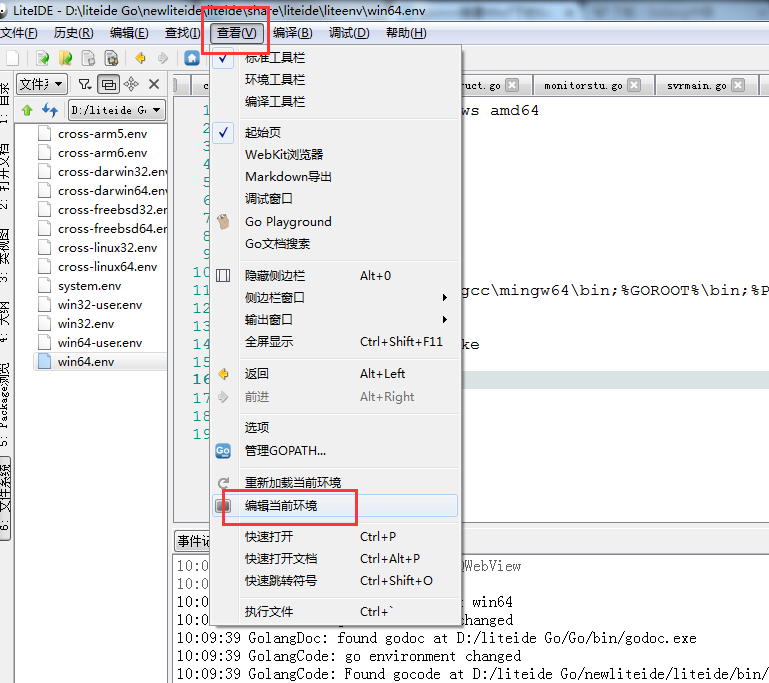 LiteIDE - D:\liteide Go\newliteide\liteide\share\liteide\liteenv\win64.env
文件(F) 历史(R) 编辑(E) 查找(I) 查看(V) 编译(B) 调试(D) 帮助(H)
标准工具栏
环境工具栏
编译工具栏
起始页
WebKit浏览器
Markdown导出
调试窗口
Go Playground
Go文档搜索
隐藏侧边栏 Alt+0
侧边栏窗口
输出窗口
全屏显示 Ctrl+Shift+F11
返回 Alt+Left
前进 Alt+Right
选项
Go 管理GOPATH...
重新加载当前环境
编辑当前环境
快速打开 Ctrl+P
快速打开文档 Ctrl+Alt+P
快速跳转符号 Ctrl+Shift+O
执行文件 Ctrl+`
D:/liteide G
cross-arm5.env
cross-arm6.env
cross-darwin32.env
cross-darwin64.env
cross-freebsd32.er
cross-freebsd64.er
cross-linux32.env
cross-linux64.env
system.env
win32-user.env
win32.env
win64-user.env
win64.env
1: 目录
2: 打开文档
3: 类视图
4: 大纲
5: Package浏览
6: 文件系统
uct.go monitorstu.go svrmain.go
1
2
3
4
5
6
7
8
9
10
11
12
13
14
15
16
17
18
19
ws amd64
gcc\mingw64\bin;%GOROOT%\bin;%P
ke
事件记
10:0 QWebView
10:0
10:0 win64
10:0 changed
10:09:39 GolangDoc: found godoc at D:/liteide Go/Go/bin/godoc.exe
10:09:39 GolangCode: go environment changed
10:09:39 GolangCode: Found gocode at D:/liteide Go/newliteide/liteide/bin/